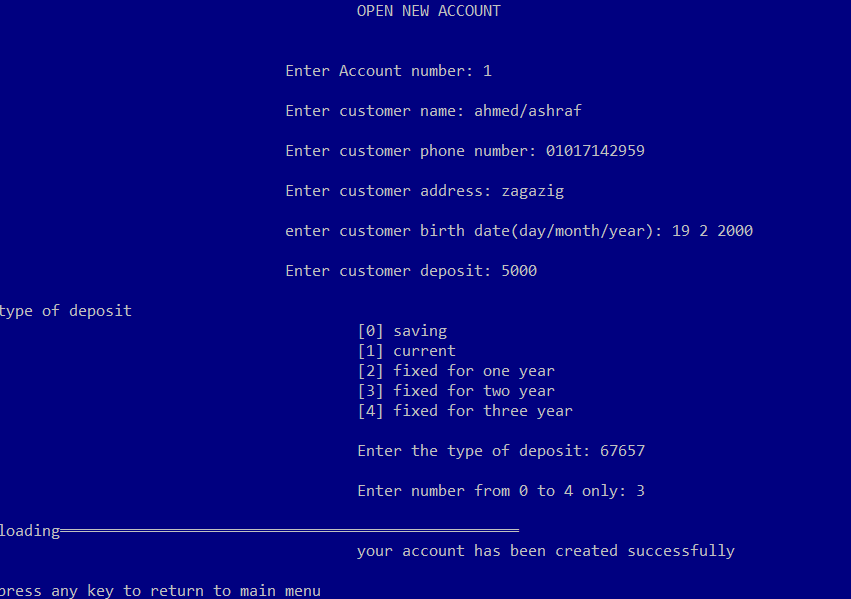 OPEN NEW ACCOUNT
Enter Account number: 1
Enter customer name: ahmed/ashraf
Enter customer phone number: 01017142959
Enter customer address: zagazig
enter customer birth date(day/month/year): 19 2 2000
Enter customer deposit: 5000
type of deposit
[0] saving
[1] current
[2] fixed for one year
[3] fixed for two year
[4] fixed for three year
Enter the type of deposit: 67657
Enter number from 0 to 4 only: 3
loading
your account has been created successfully
press any key to return to main menu